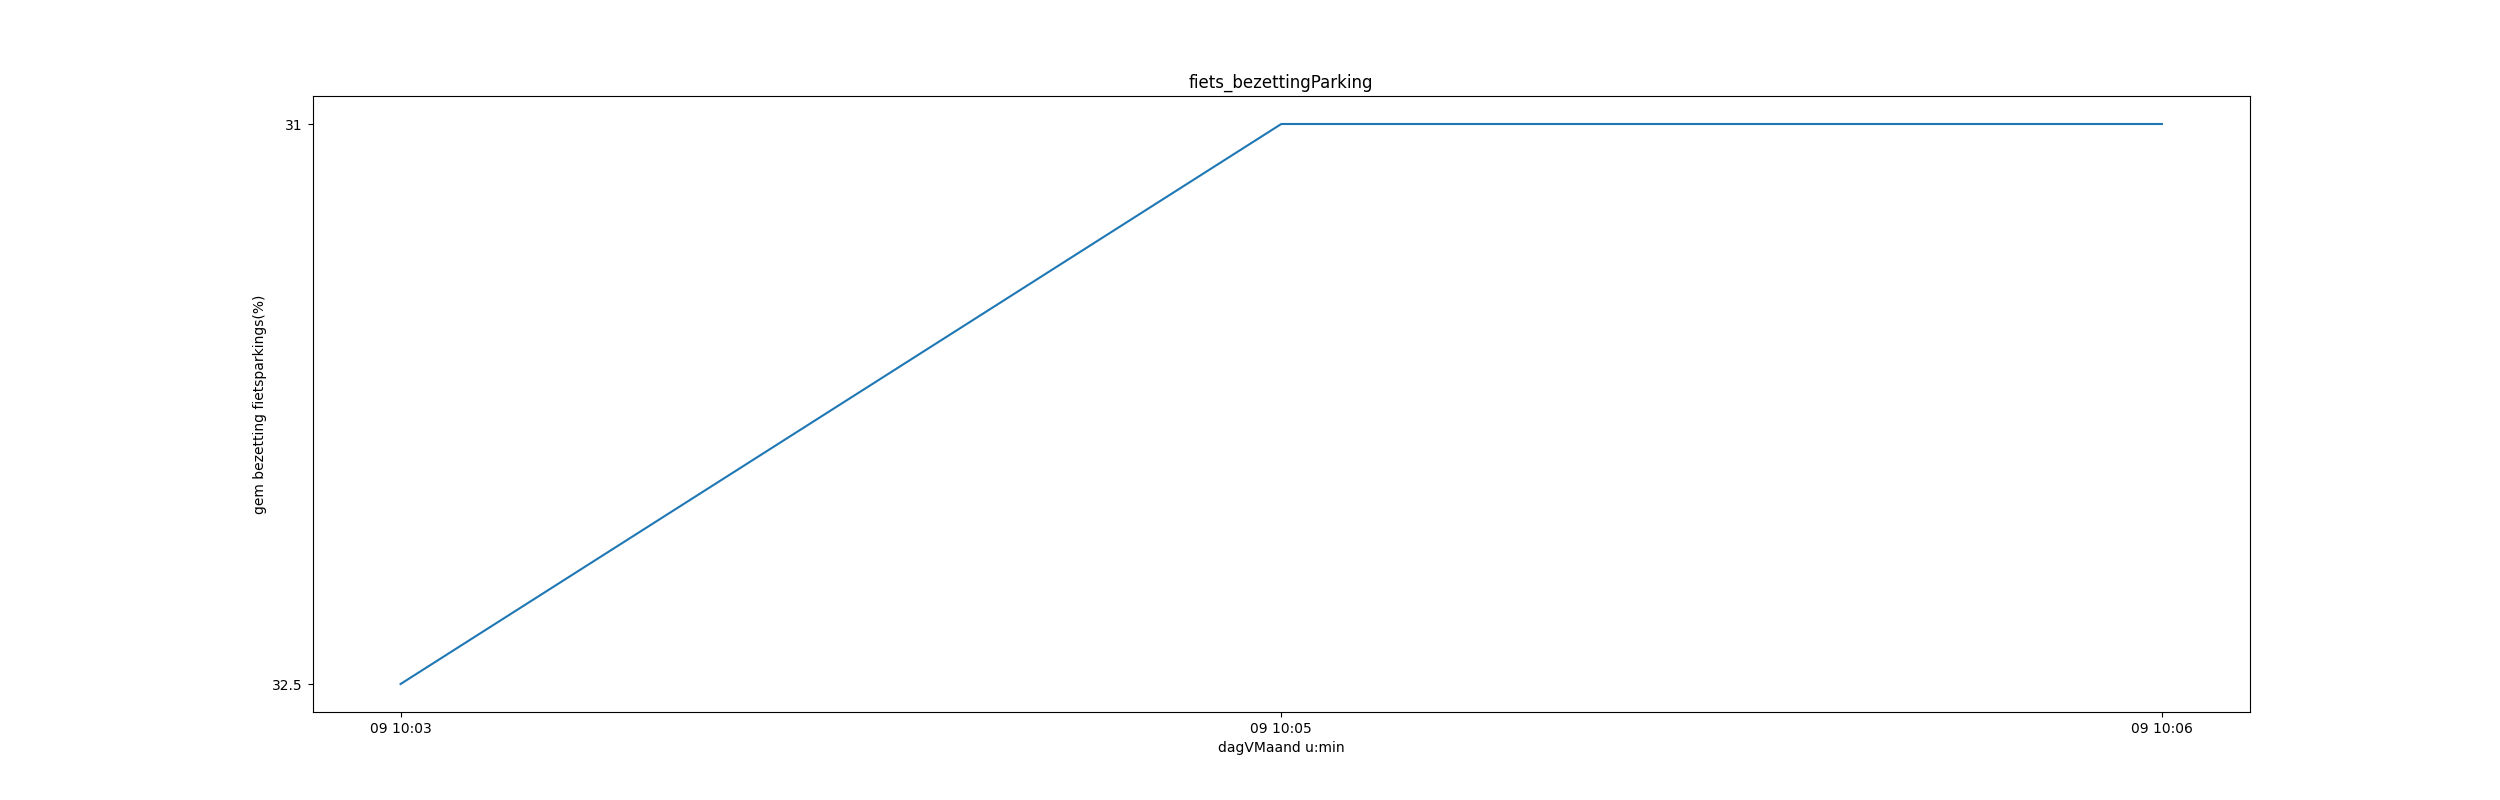 fiets_bezettingParking
31
gem bezetting fietsparkings(%)
32.5
09 10:03 09 10:05 09 10:06
dagVMaand u:min